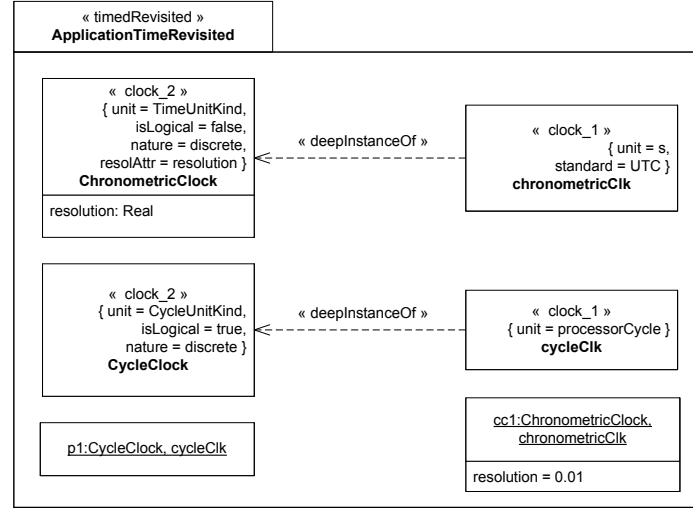 « timedRevisited »
ApplicationTimeRevisited
« clock_2 »
{ unit = TimeUnitKind,
isLogical = false,
nature = discrete,
resolAttr = resolution }
ChronometricClock
resolution: Real
« deepInstanceOf »
« clock_1 »
{ unit = s,
standard = UTC }
chronometricClk
« clock_2 »
{ unit = CycleUnitKind,
isLogical = true,
nature = discrete }
CycleClock
« deepInstanceOf »
« clock_1 »
{ unit = processorCycle }
cycleClk
p1:CycleClock, cycleClk
cc1:ChronometricClock,
chronometricClk
resolution = 0.01